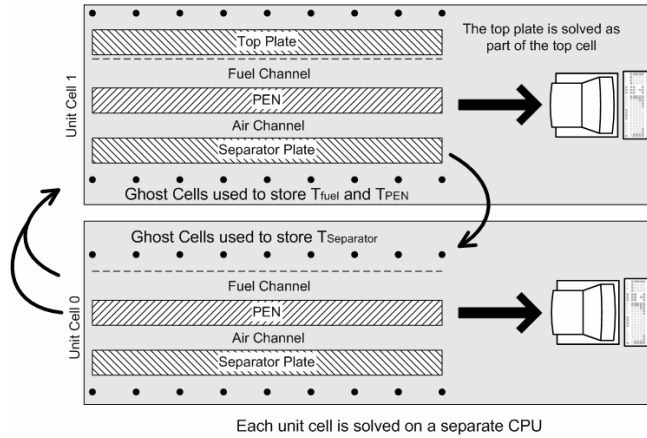 Top Plate
The top plate is solved as
part of the top cell
Fuel Channel
PEN
Air Channel
Separator Plate
Unit Cell 1
Ghost Cells used to store Tfuel and TPEN
Ghost Cells used to store TSeparator
Fuel Channel
PEN
Air Channel
Separator Plate
Unit Cell 0
Each unit cell is solved on a separate CPU